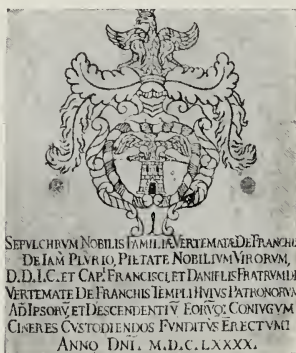 SEPVLCHRVM NOBILIS FAMILIÆ VERTEMATÆ DE FRANCHIS
DE IAM PLVRIO, PIETATE NOBILIVM VIRORVM,
D.D.I.C. ET CAP. FRANCISCI, ET DANIELIS FRATRVM DE
VERTEMATE DE FRANCHIS TEMPLI HVIVS PATRONORVM
AD IPSORV, ET DESCENDENTIV EORVQ; CONIVGVM
CINERES CVSTODIENDOS FVNDITVS ERECTVM
ANNO DNI. M.D.C.LXXXX.